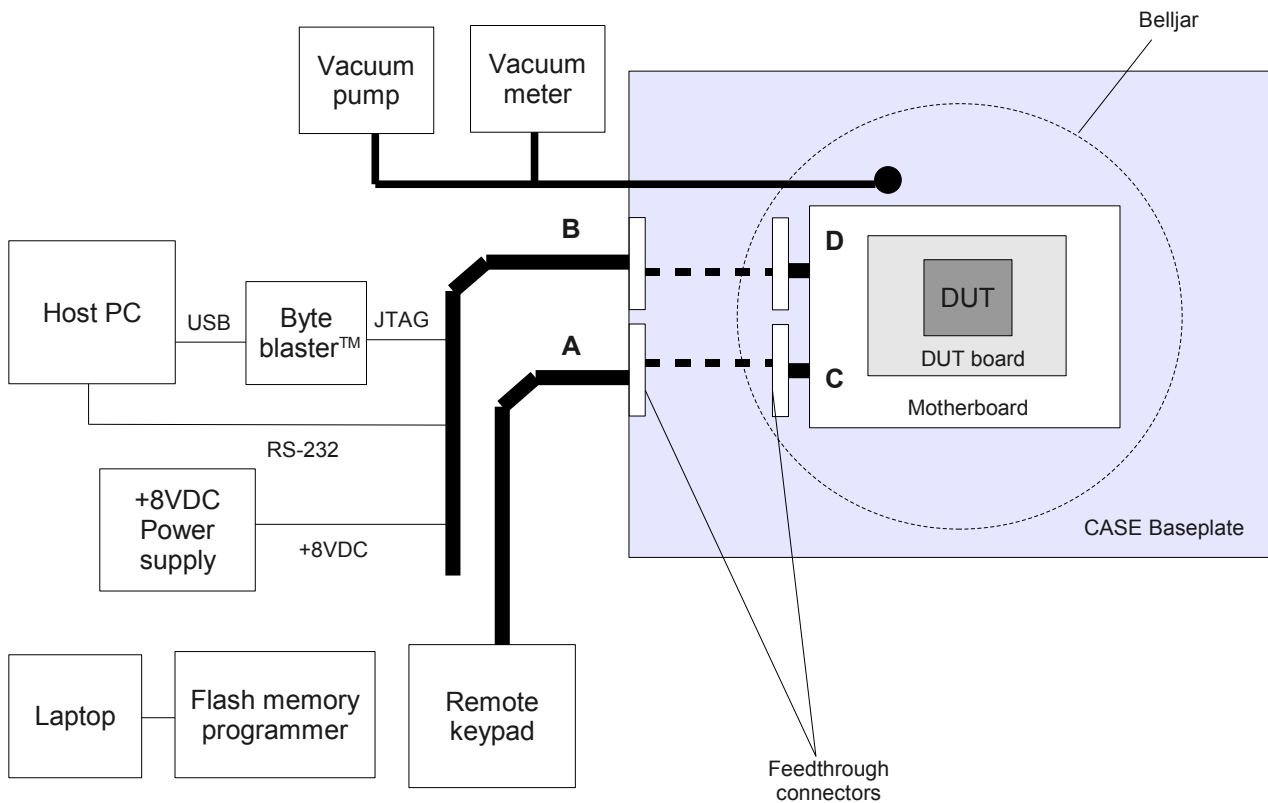 Belljar
Vacuum
pump
Vacuum
meter
B
D
Host PC
USB
Byte
blaster™
JTAG
DUT
A
DUT board
C
Motherboard
RS-232
+8VDC
Power
supply
+8VDC
CASE Baseplate
Laptop
Flash memory
programmer
Remote
keypad
Feedthrough
connectors